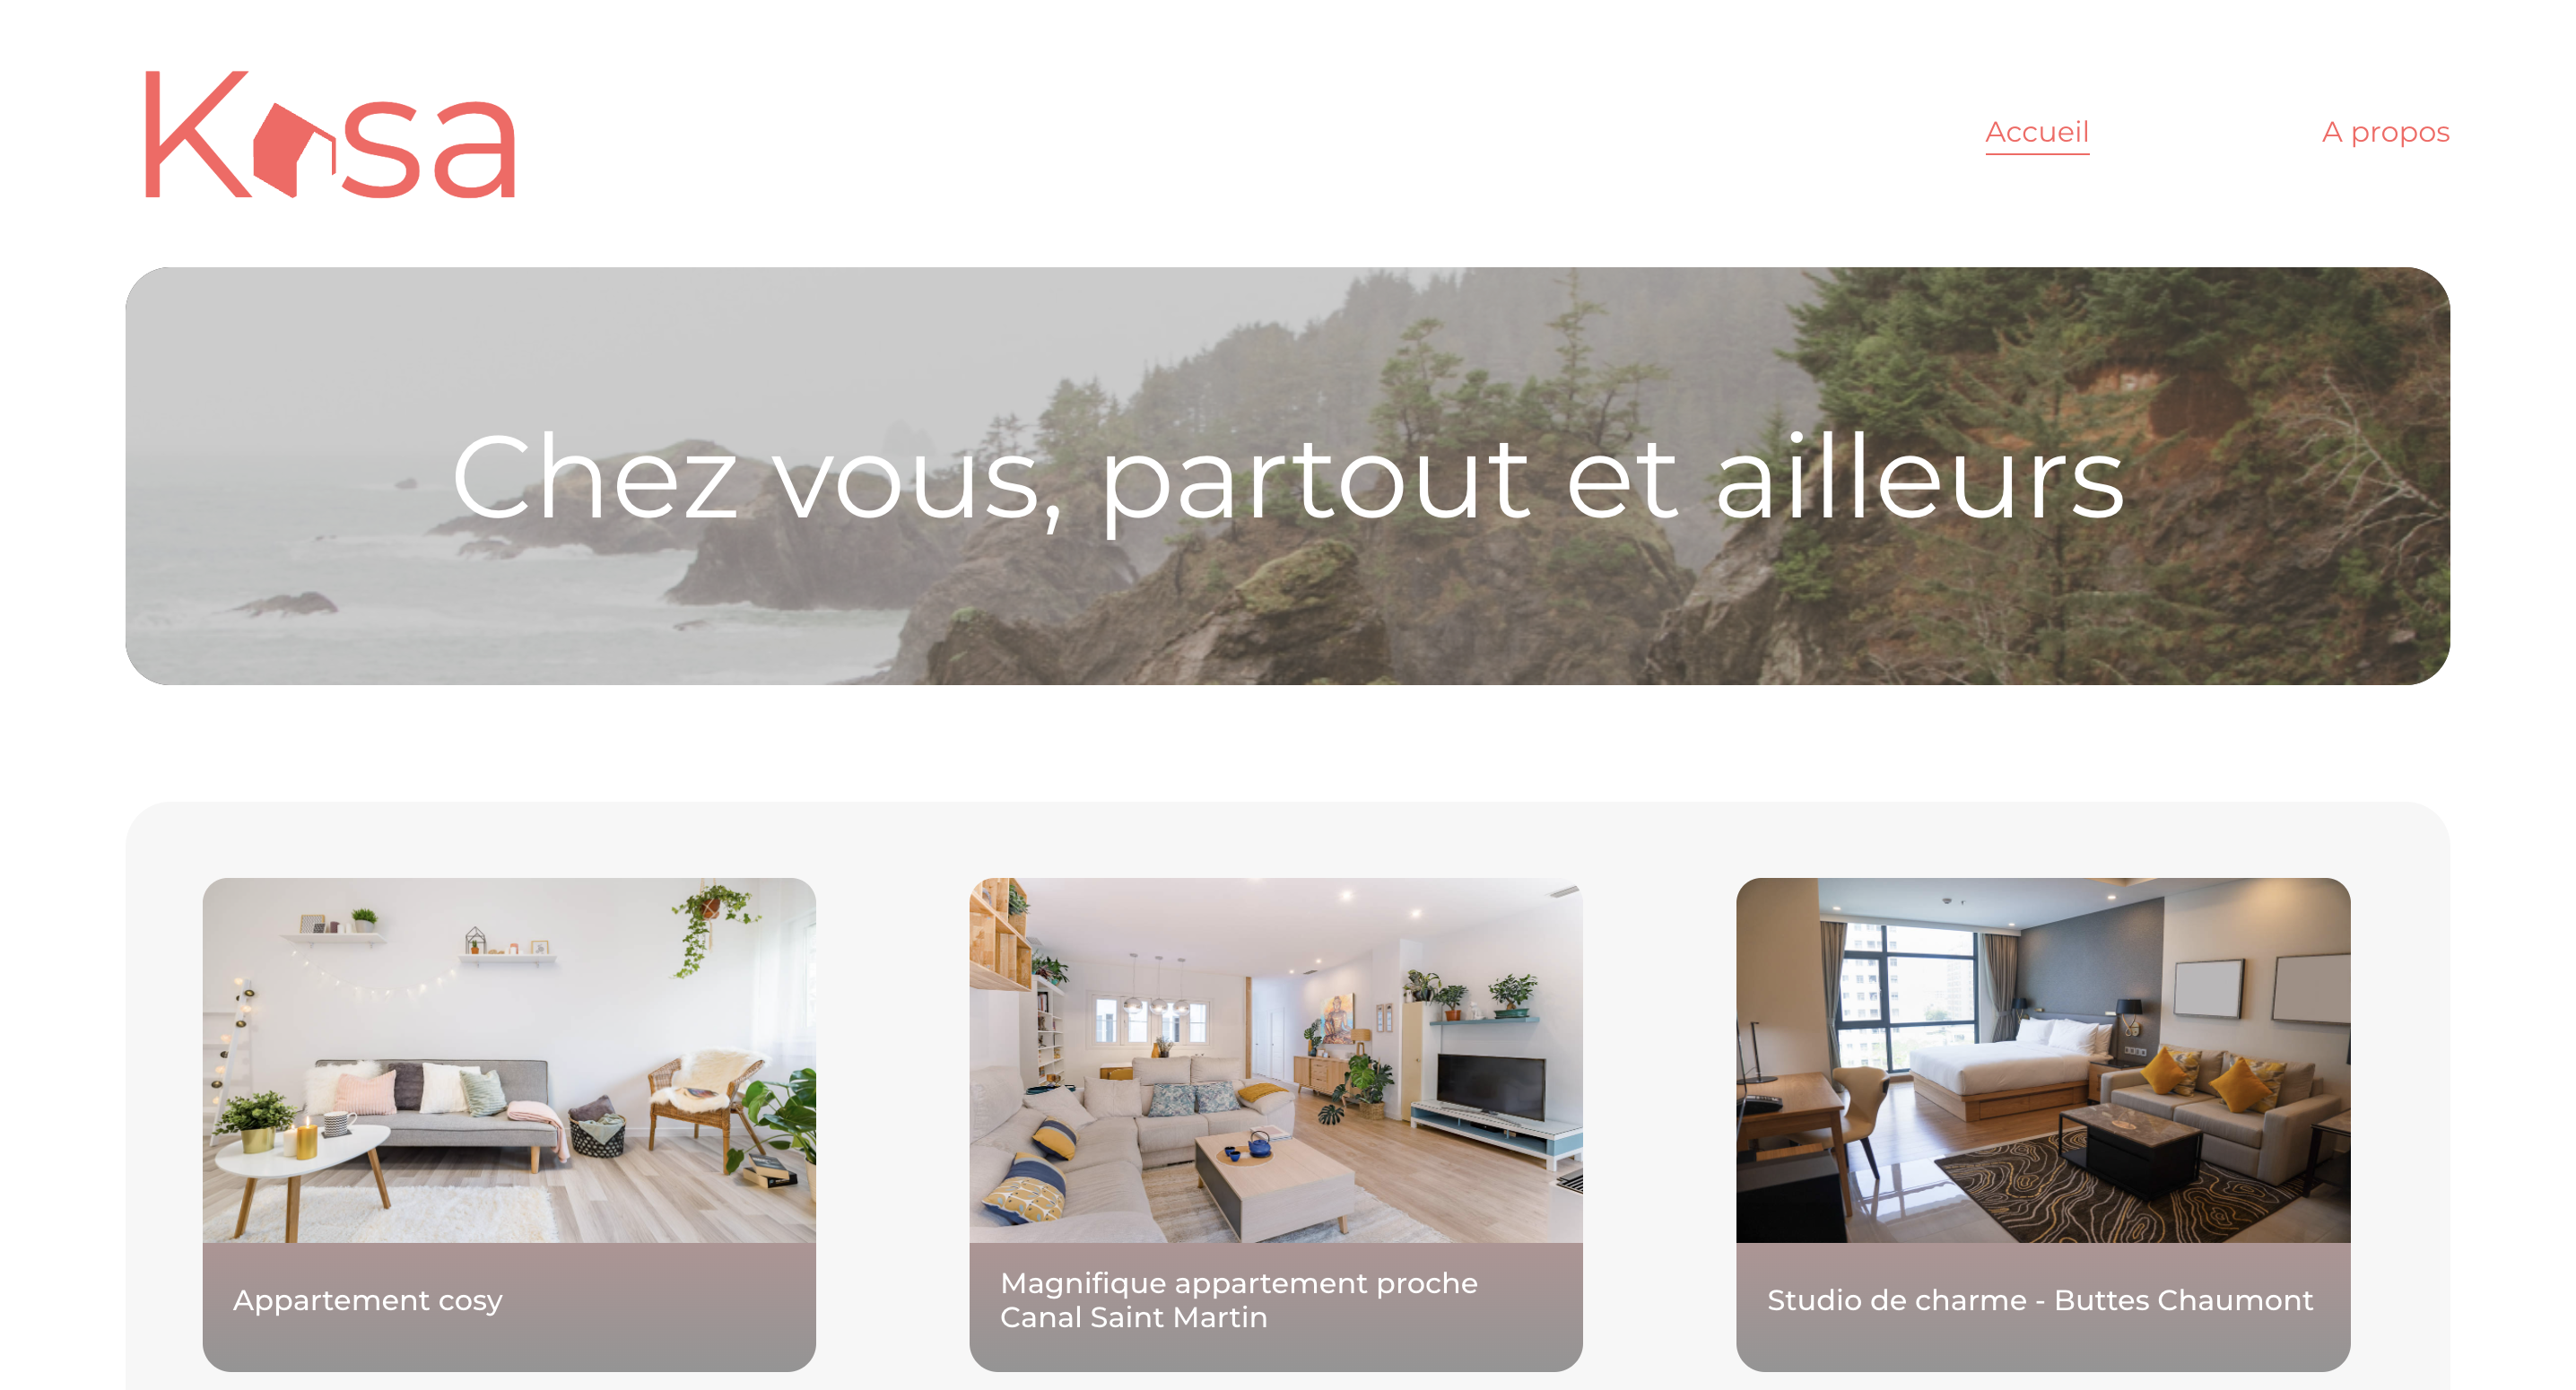 Kasa
Accueil
A propos
Chez vous, partout et ailleurs
Appartement cosy
Magnifique appartement proche
Canal Saint Martin
Studio de charme - Buttes Chaumont